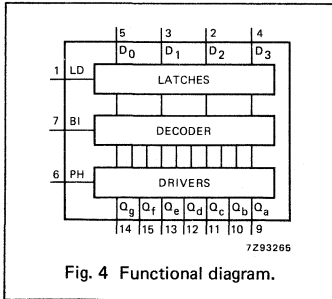 5 3 2 4
D0 D1 D2 D3
1 LD
LATCHES
7 BI
DECODER
6 PH
DRIVERS
Qg Qf Qe Qd Qc Qb Qa
14 15 13 12 11 10 9
7Z93265
Fig. 4 Functional diagram.